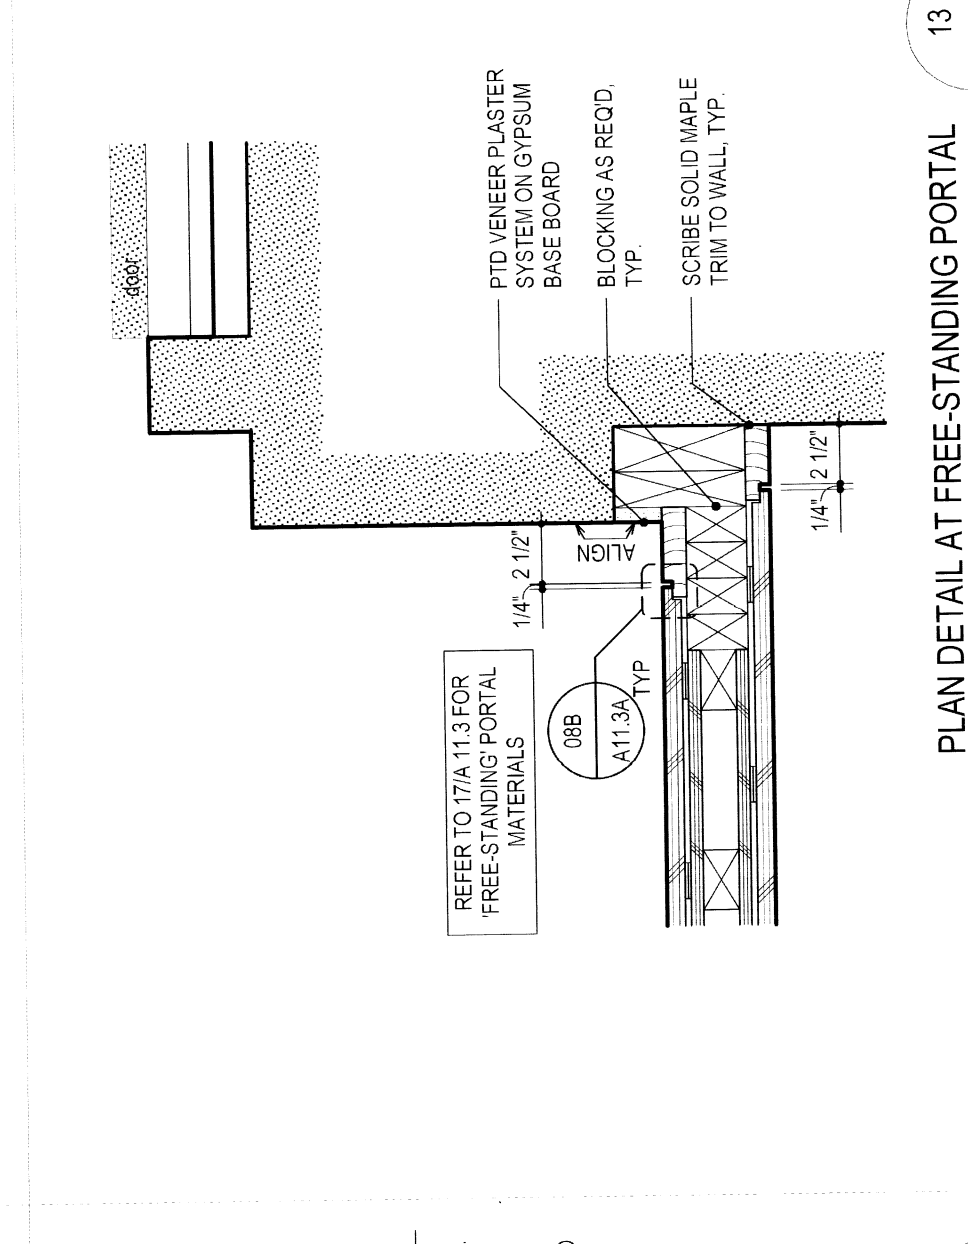 door
PTD VENEER PLASTER
SYSTEM ON GYPSUM
BASE BOARD
BLOCKING AS REQ'D,
TYP.
SCRIBE SOLID MAPLE
TRIM TO WALL, TYP.
1/4" 2 1/2"
ALIGN
1/4" 2 1/2"
REFER TO 17/A 11.3 FOR
'FREE-STANDING' PORTAL
MATERIALS
08B
A11.3A
TYP
PLAN DETAIL AT FREE-STANDING PORTAL
13